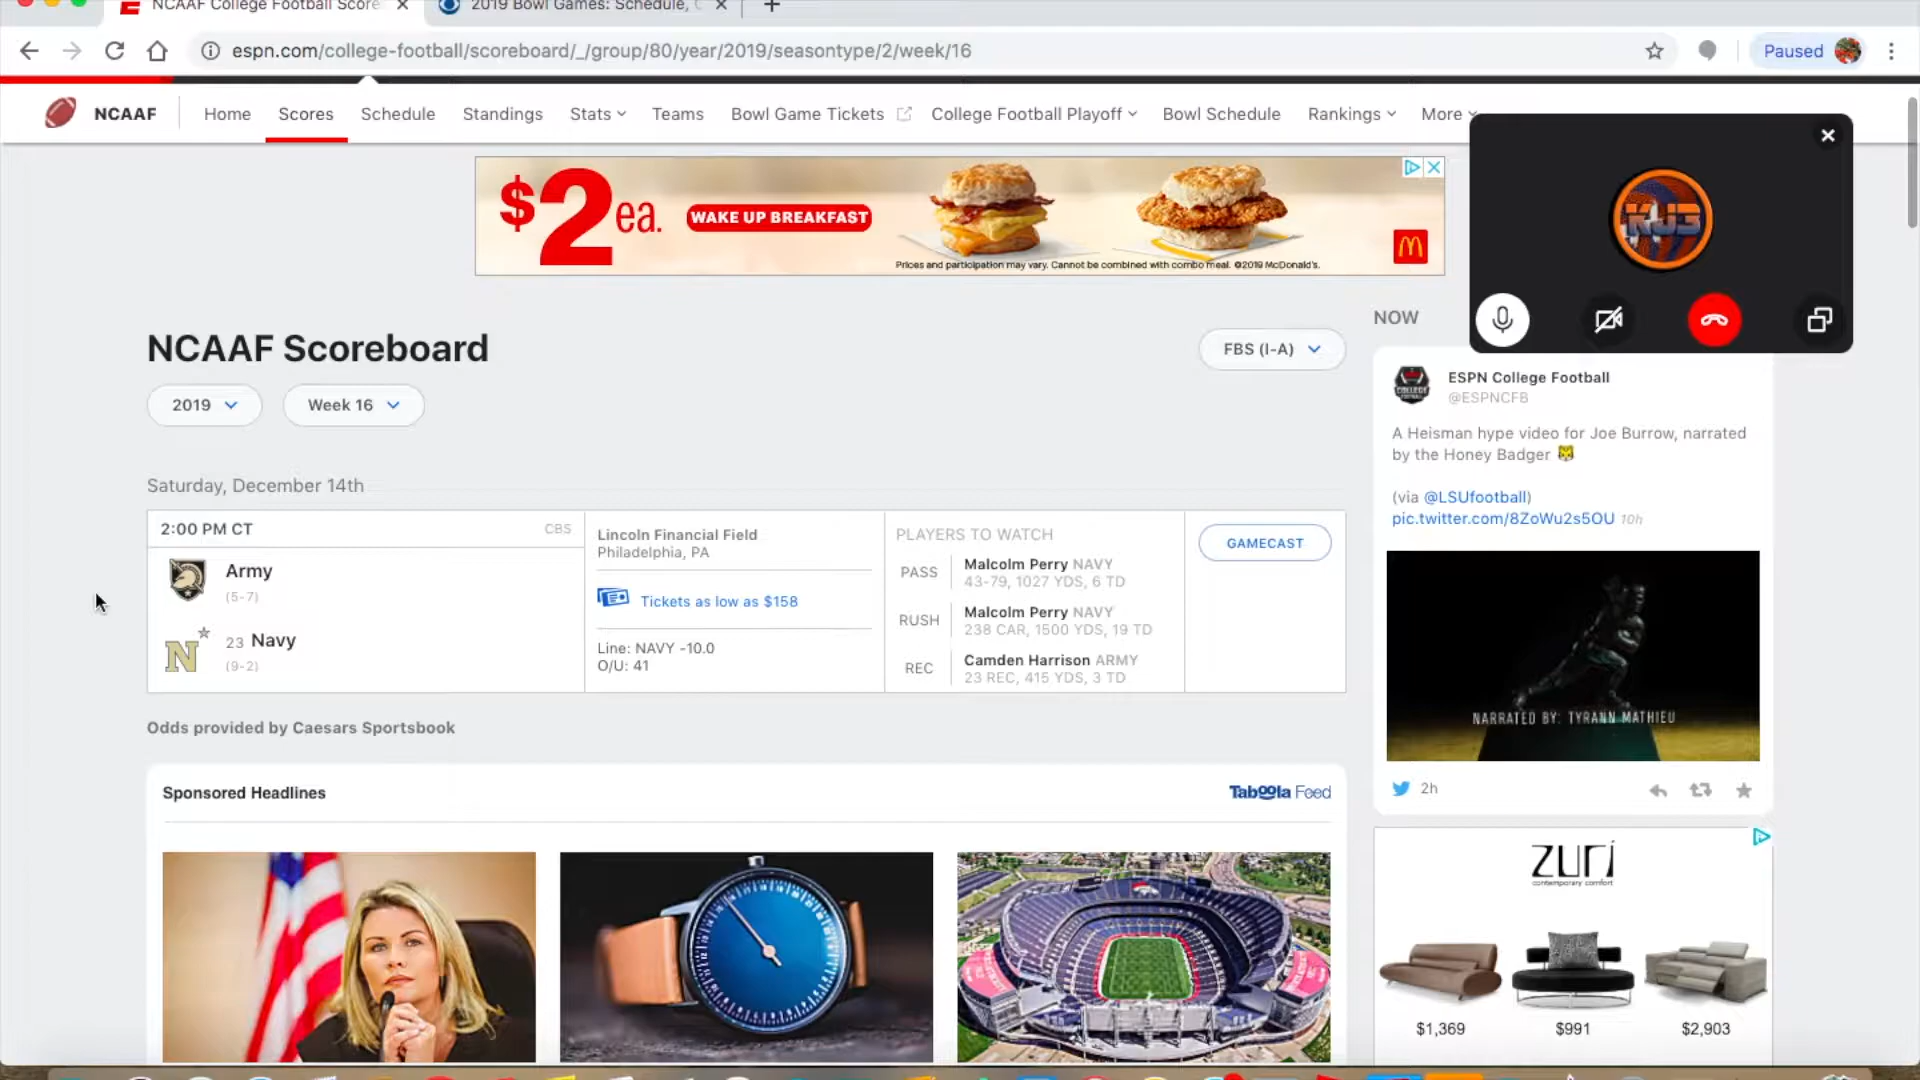 NCAAF College Football Score
2019 Bowl Games: Schedule,
espn.com/college-football/scoreboard/_/group/80/year/2019/seasontype/2/week/16
Paused
NCAAF
Home
Scores
Schedule
Standings
Stats
Teams
Bowl Game Tickets
College Football Playoff
Bowl Schedule
Rankings
More
$2ea.
WAKE UP BREAKFAST
Prices and participation may vary. Cannot be combined with combo meal. ©2019 McDonald's.
KJ3
NCAAF Scoreboard
FBS (I-A)
2019
Week 16
Saturday, December 14th
2:00 PM CT
CBS
Army
(5-7)
23 Navy
(9-2)
Lincoln Financial Field
Philadelphia, PA
Tickets as low as $158
Line: NAVY -10.0
O/U: 41
PLAYERS TO WATCH
PASS
Malcolm Perry NAVY
43-79, 1027 YDS, 6 TD
RUSH
Malcolm Perry NAVY
238 CAR, 1500 YDS, 19 TD
REC
Camden Harrison ARMY
23 REC, 415 YDS, 3 TD
GAMECAST
Odds provided by Caesars Sportsbook
Sponsored Headlines
Taboola Feed
NOW
ESPN College Football
@ESPNCFB
A Heisman hype video for Joe Burrow, narrated
by the Honey Badger
(via @LSUfootball)
pic.twitter.com/8ZoWu2s5OU 10h
NARRATED BY: TYRANN MATHIEU
2h
zuri
contemporary comfort
$1,369
$991
$2,903